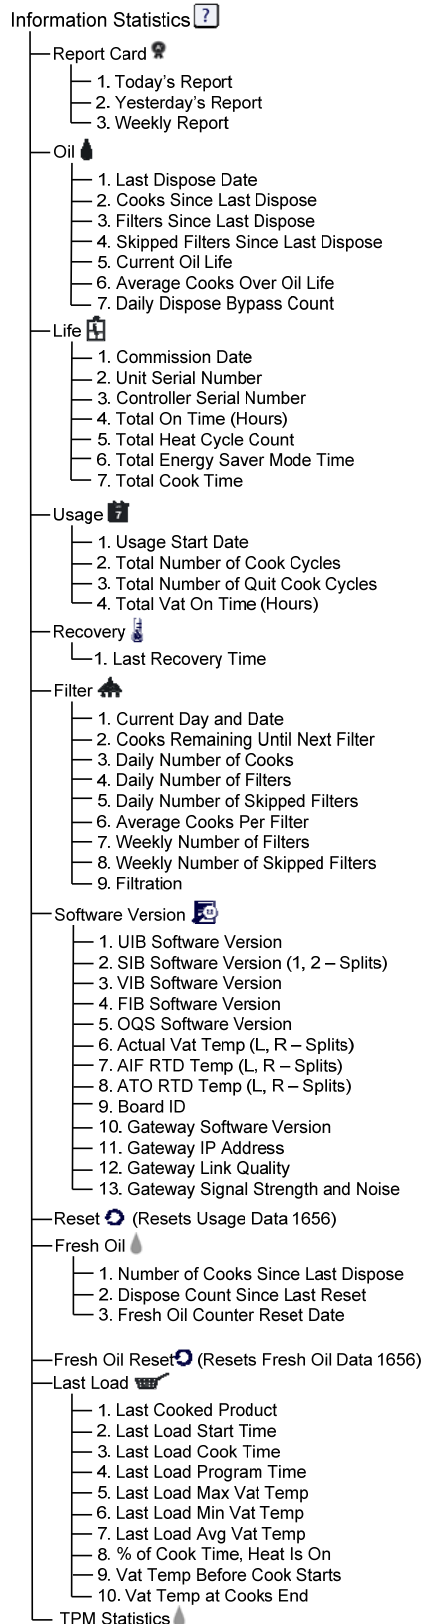 Information Statistics ?
Report Card
1. Today's Report
2. Yesterday's Report
3. Weekly Report
Oil
1. Last Dispose Date
2. Cooks Since Last Dispose
3. Filters Since Last Dispose
4. Skipped Filters Since Last Dispose
5. Current Oil Life
6. Average Cooks Over Oil Life
7. Daily Dispose Bypass Count
Life
1. Commission Date
2. Unit Serial Number
3. Controller Serial Number
4. Total On Time (Hours)
5. Total Heat Cycle Count
6. Total Energy Saver Mode Time
7. Total Cook Time
Usage 7
1. Usage Start Date
2. Total Number of Cook Cycles
3. Total Number of Quit Cook Cycles
4. Total Vat On Time (Hours)
Recovery
1. Last Recovery Time
Filter
1. Current Day and Date
2. Cooks Remaining Until Next Filter
3. Daily Number of Cooks
4. Daily Number of Filters
5. Daily Number of Skipped Filters
6. Average Cooks Per Filter
7. Weekly Number of Filters
8. Weekly Number of Skipped Filters
9. Filtration
Software Version
1. UIB Software Version
2. SIB Software Version (1, 2 – Splits)
3. VIB Software Version
4. FIB Software Version
5. OQS Software Version
6. Actual Vat Temp (L, R – Splits)
7. AIF RTD Temp (L, R – Splits)
8. ATO RTD Temp (L, R – Splits)
9. Board ID
10. Gateway Software Version
11. Gateway IP Address
12. Gateway Link Quality
13. Gateway Signal Strength and Noise
Reset (Resets Usage Data 1656)
Fresh Oil
1. Number of Cooks Since Last Dispose
2. Dispose Count Since Last Reset
3. Fresh Oil Counter Reset Date
Fresh Oil Reset (Resets Fresh Oil Data 1656)
Last Load
1. Last Cooked Product
2. Last Load Start Time
3. Last Load Cook Time
4. Last Load Program Time
5. Last Load Max Vat Temp
6. Last Load Min Vat Temp
7. Last Load Avg Vat Temp
8. % of Cook Time, Heat Is On
9. Vat Temp Before Cook Starts
10. Vat Temp at Cooks End
TPM Statistics